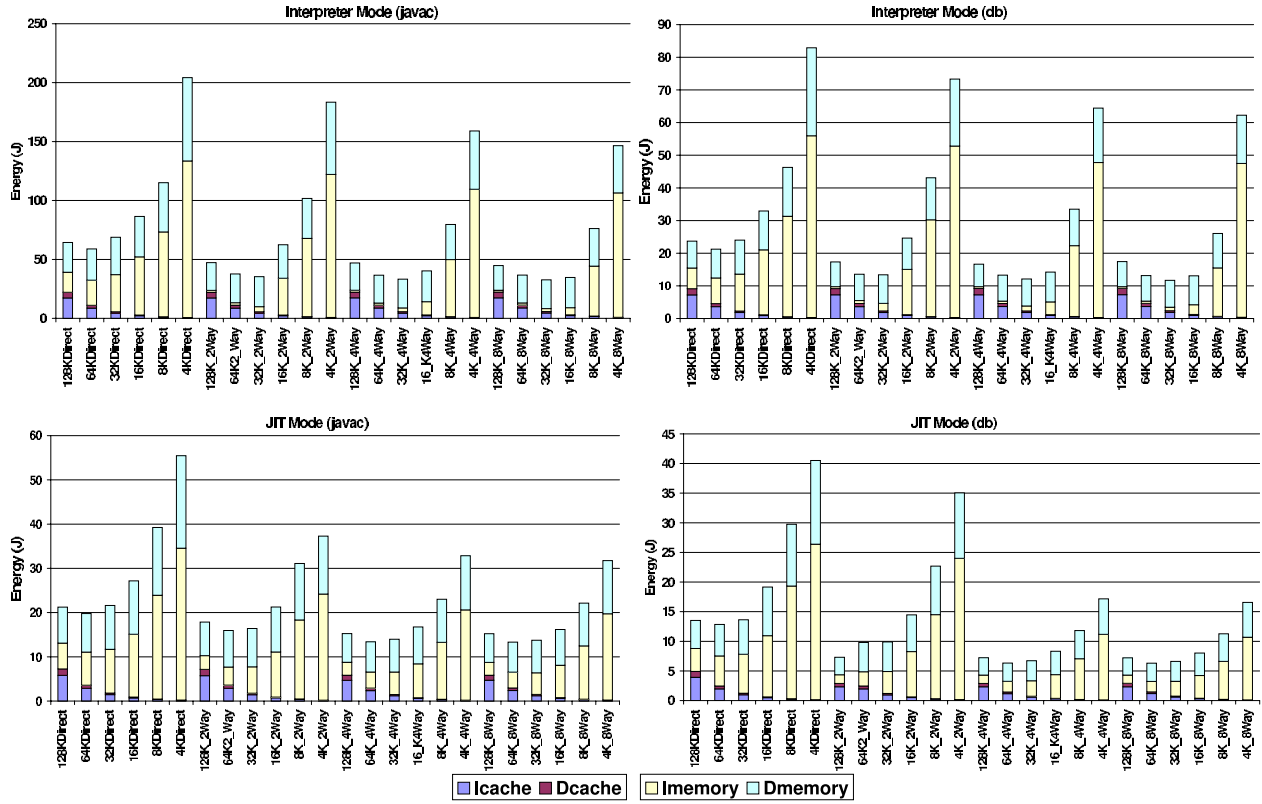 Interpreter Mode (javac)
Energy (J)
250
200
150
100
50
0
128KDirect
64KDirect
32KDirect
16KDirect
8KDirect
4KDirect
128K_2Way
64K2_Way
32K_2Way
16K_2Way
8K_2Way
4K_2Way
128K_4Way
64K_4Way
32K_4Way
16_K4Way
8K_4Way
4K_4Way
128K_8Way
64K_8Way
32K_8Way
16K_8Way
8K_8Way
4K_8Way
Interpreter Mode (db)
Energy (J)
90
80
70
60
50
40
30
20
10
0
128KDirect
64KDirect
32KDirect
16KDirect
8KDirect
4KDirect
128K_2Way
64K2_Way
32K_2Way
16K_2Way
8K_2Way
4K_2Way
128K_4Way
64K_4Way
32K_4Way
16_K4Way
8K_4Way
4K_4Way
128K_8Way
64K_8Way
32K_8Way
16K_8Way
8K_8Way
4K_8Way
JIT Mode (javac)
Energy (J)
60
50
40
30
20
10
0
128KDirect
64KDirect
32KDirect
16KDirect
8KDirect
4KDirect
128K_2Way
64K2_Way
32K_2Way
16K_2Way
8K_2Way
4K_2Way
128K_4Way
64K_4Way
32K_4Way
16_K4Way
8K_4Way
4K_4Way
128K_8Way
64K_8Way
32K_8Way
16K_8Way
8K_8Way
4K_8Way
JIT Mode (db)
Energy (J)
45
40
35
30
25
20
15
10
5
0
128KDirect
64KDirect
32KDirect
16KDirect
8KDirect
4KDirect
128K_2Way
64K2_Way
32K_2Way
16K_2Way
8K_2Way
4K_2Way
128K_4Way
64K_4Way
32K_4Way
16_K4Way
8K_4Way
4K_4Way
128K_8Way
64K_8Way
32K_8Way
16K_8Way
8K_8Way
4K_8Way
Icache Dcache Imemory Dmemory